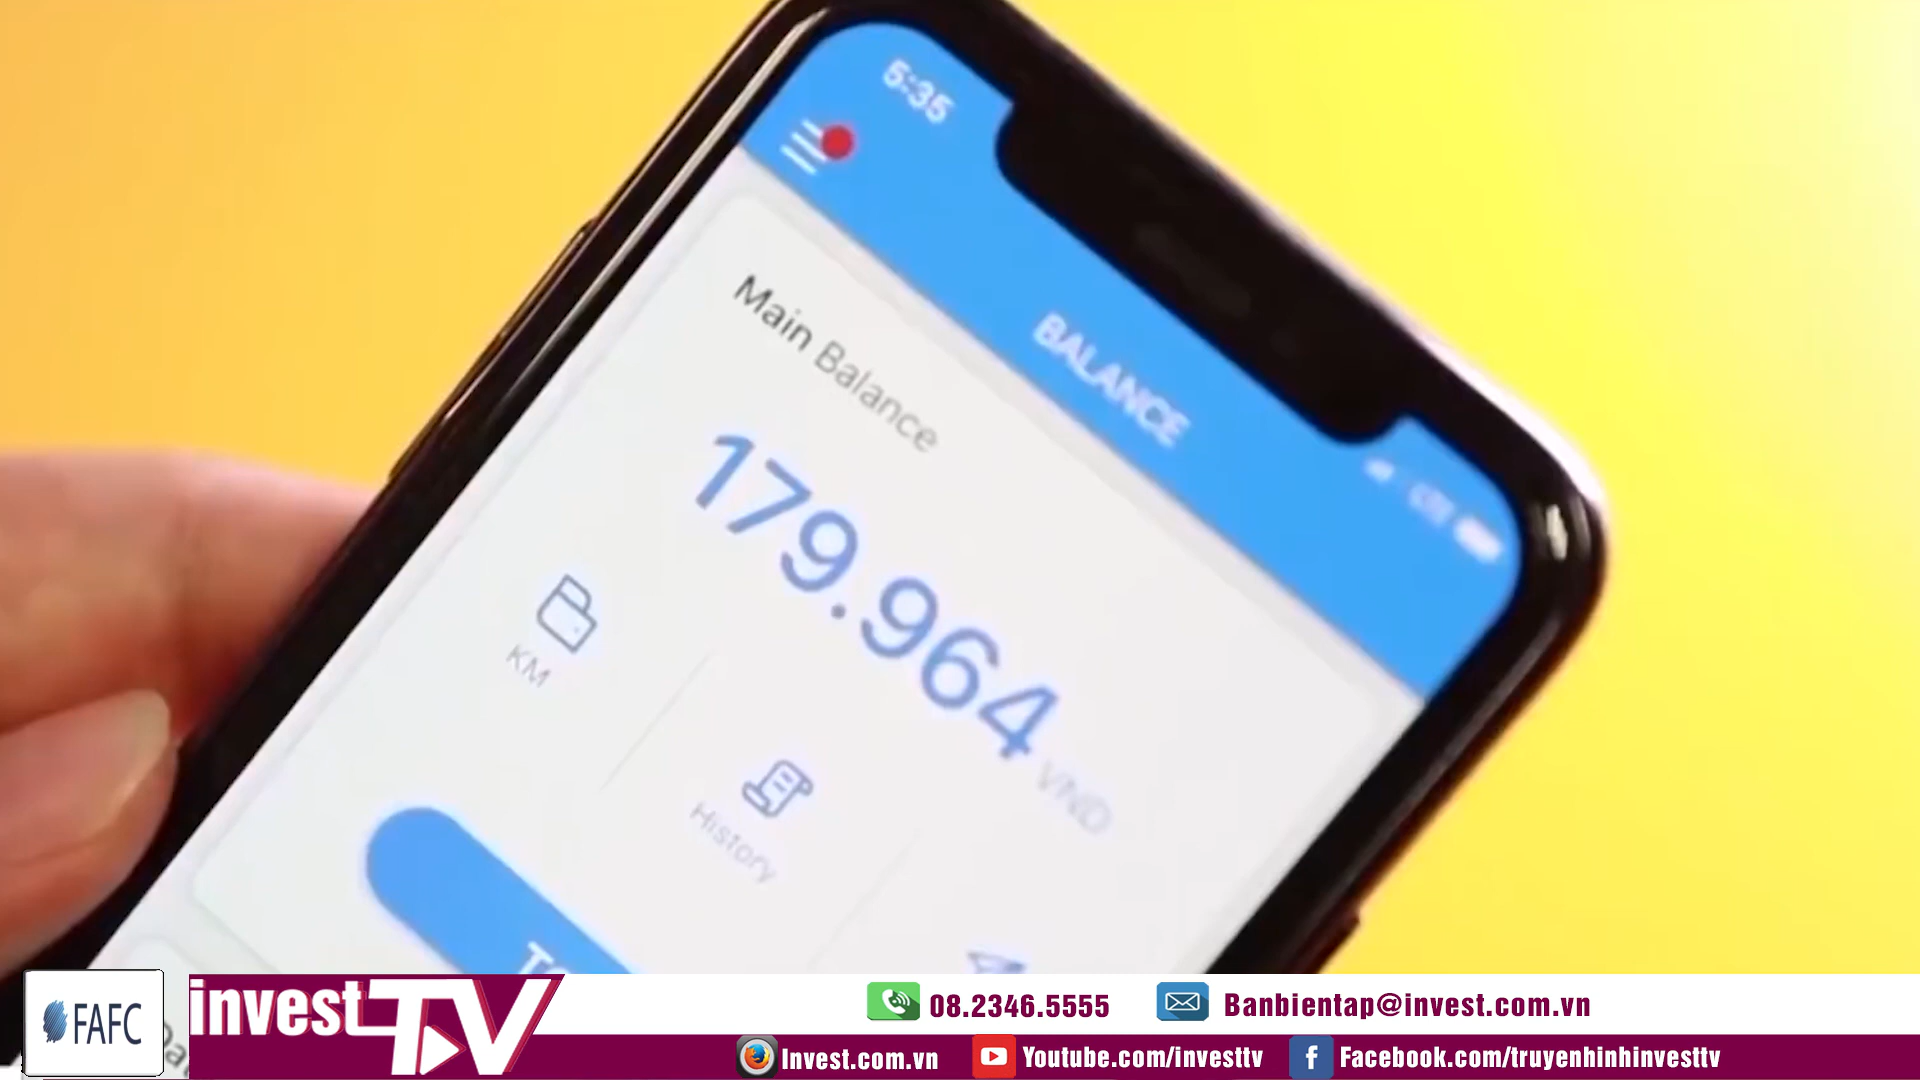 5:35
BALANCE
LTE
Main Balance
179.964 VND
KM
History
FAFC
invest TV
08.2346.5555
Banbientap@invest.com.vn
Invest.com.vn
Youtube.com/investtv
Facebook.com/truyenhinhinvesttv